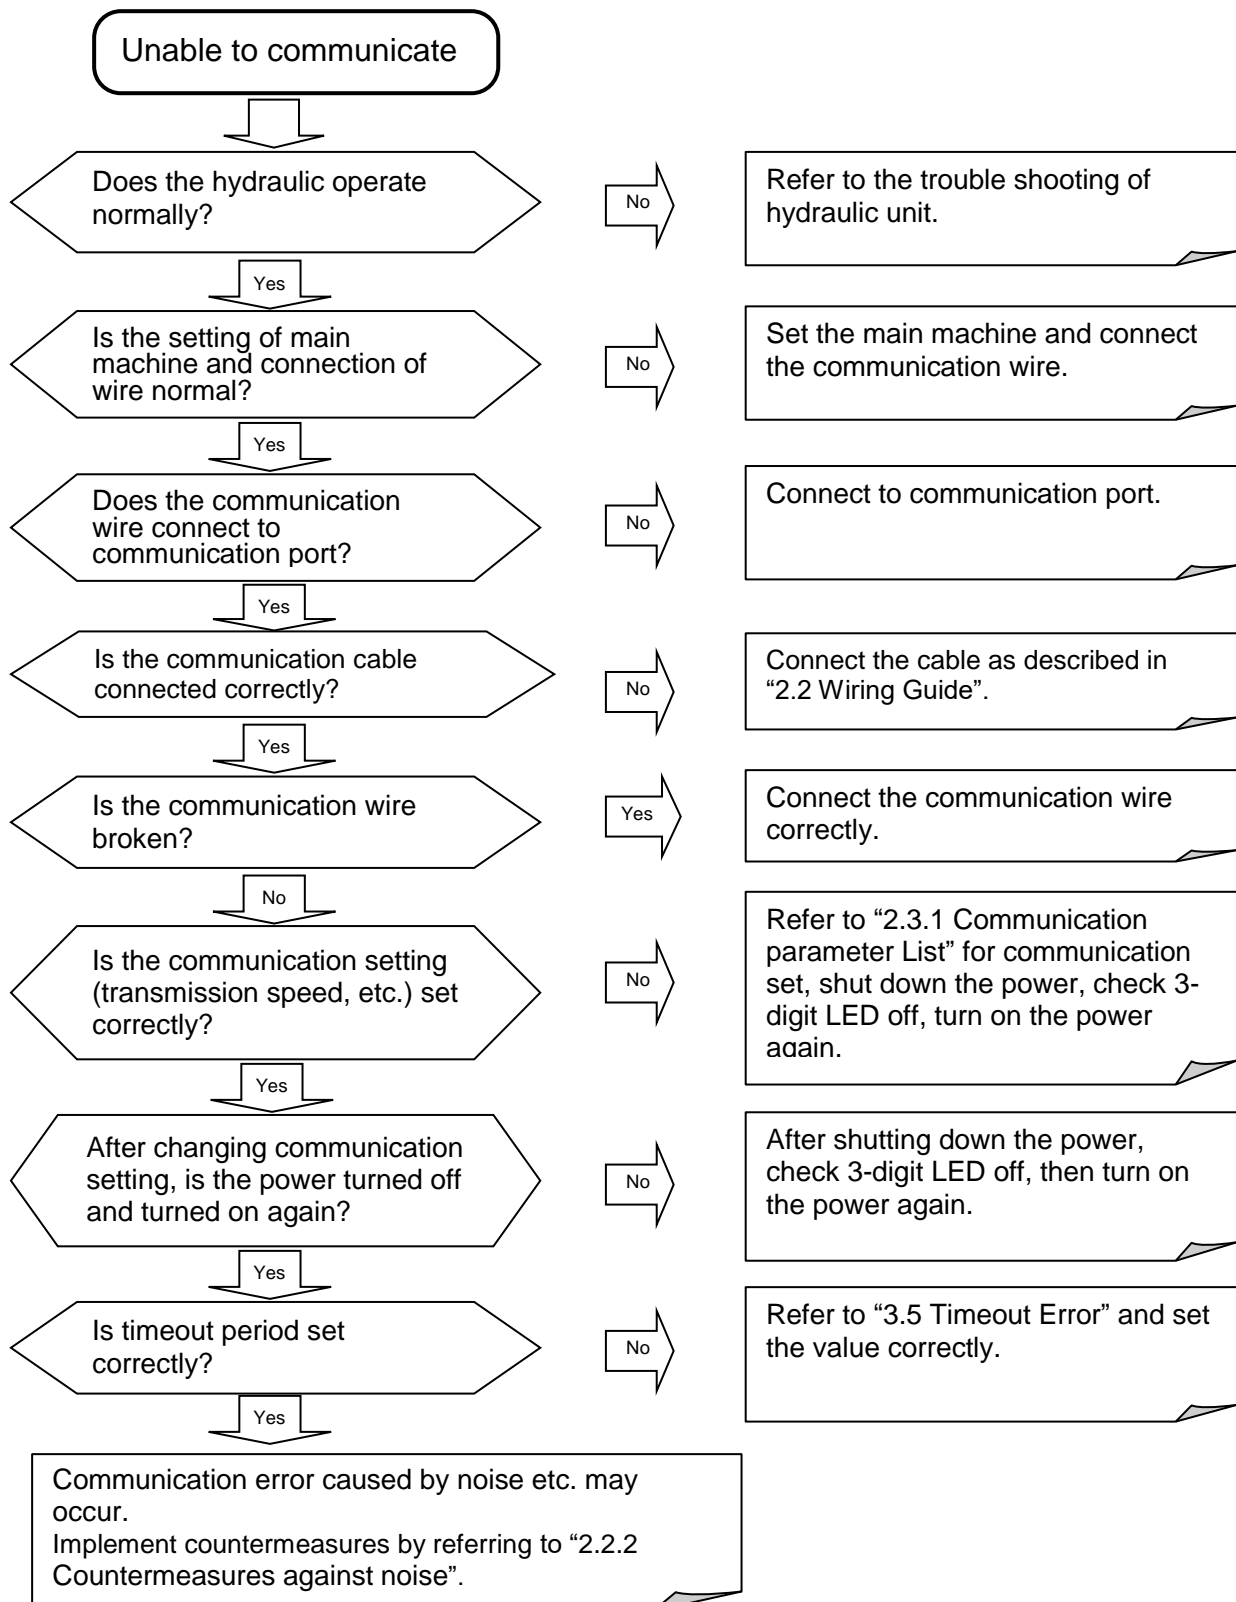 Unable to communicate
Does the hydraulic operate
normally?
No
Refer to the trouble shooting of
hydraulic unit.
Yes
Is the setting of main
machine and connection of
wire normal?
No
Set the main machine and connect
the communication wire.
Yes
Does the communication
wire connect to
communication port?
No
Connect to communication port.
Yes
Is the communication cable
connected correctly?
No
Connect the cable as described in
“2.2 Wiring Guide”.
Yes
Is the communication wire
broken?
Yes
Connect the communication wire
correctly.
No
Is the communication setting
(transmission speed, etc.) set
correctly?
No
Refer to “2.3.1 Communication
parameter List” for communication
set, shut down the power, check 3-
digit LED off, turn on the power
again.
Yes
After changing communication
setting, is the power turned off
and turned on again?
No
After shutting down the power,
check 3-digit LED off, then turn on
the power again.
Yes
Is timeout period set
correctly?
No
Refer to “3.5 Timeout Error” and set
the value correctly.
Yes
Communication error caused by noise etc. may
occur.
Implement countermeasures by referring to “2.2.2
Countermeasures against noise”.